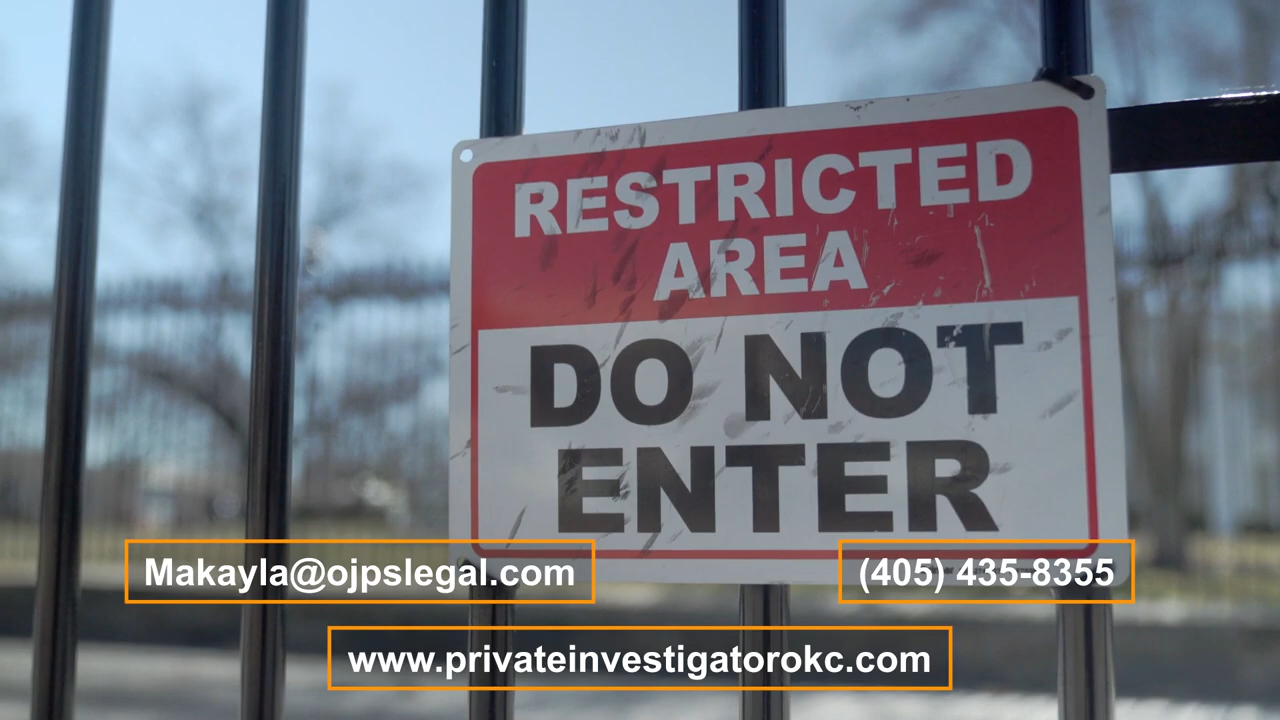 RESTRICTED
AREA
DO NOT
ENTER
Makayla@ojpslegal.com
(405) 435-8355
www.privateinvestigatorokc.com